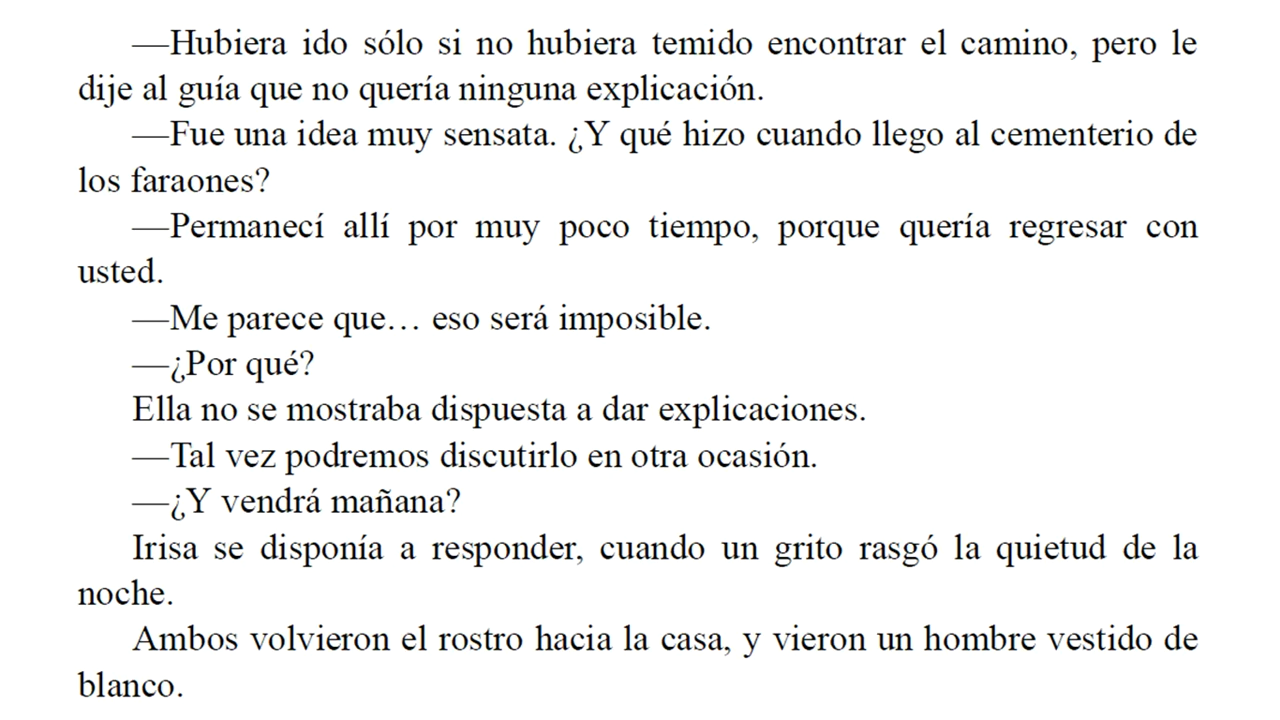 —Hubiera ido sólo si no hubiera temido encontrar el camino, pero le
dije al guía que no quería ninguna explicación.
—Fue una idea muy sensata. ¿Y qué hizo cuando llego al cementerio de
los faraones?
—Permanecí allí por muy poco tiempo, porque quería regresar con
usted.
—Me parece que… eso será imposible.
—¿Por qué?
Ella no se mostraba dispuesta a dar explicaciones.
—Tal vez podremos discutirlo en otra ocasión.
—¿Y vendrá mañana?
Irisa se disponía a responder, cuando un grito rasgó la quietud de la
noche.
Ambos volvieron el rostro hacia la casa, y vieron un hombre vestido de
blanco.